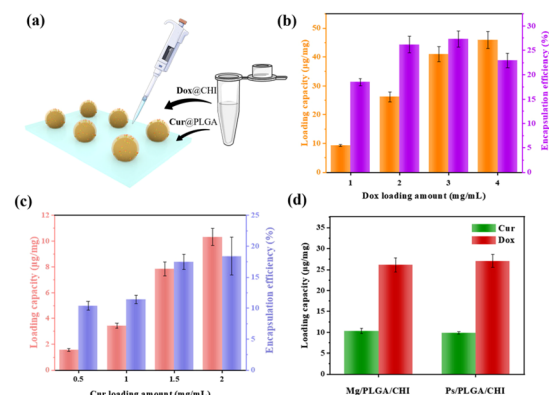 (a)
Dox@CHI
Cur@PLGA
(b)
Loading capacity (µg/mg)
50
40
30
20
10
0
1
2
3
4
Dox loading amount (mg/mL)
30
25
20
15
10
5
0
Encapsulation efficiency (%)
(c)
Loading capacity (µg/mg)
12
10
8
6
4
2
0
0.5
1
1.5
2
Cur loading amount (mg/mL)
25
20
15
10
5
0
Encapsulation efficiency (%)
(d)
Cur
Dox
Loading capacity (µg/mg)
35
30
25
20
15
10
5
0
Mg/PLGA/CHI
Ps/PLGA/CHI